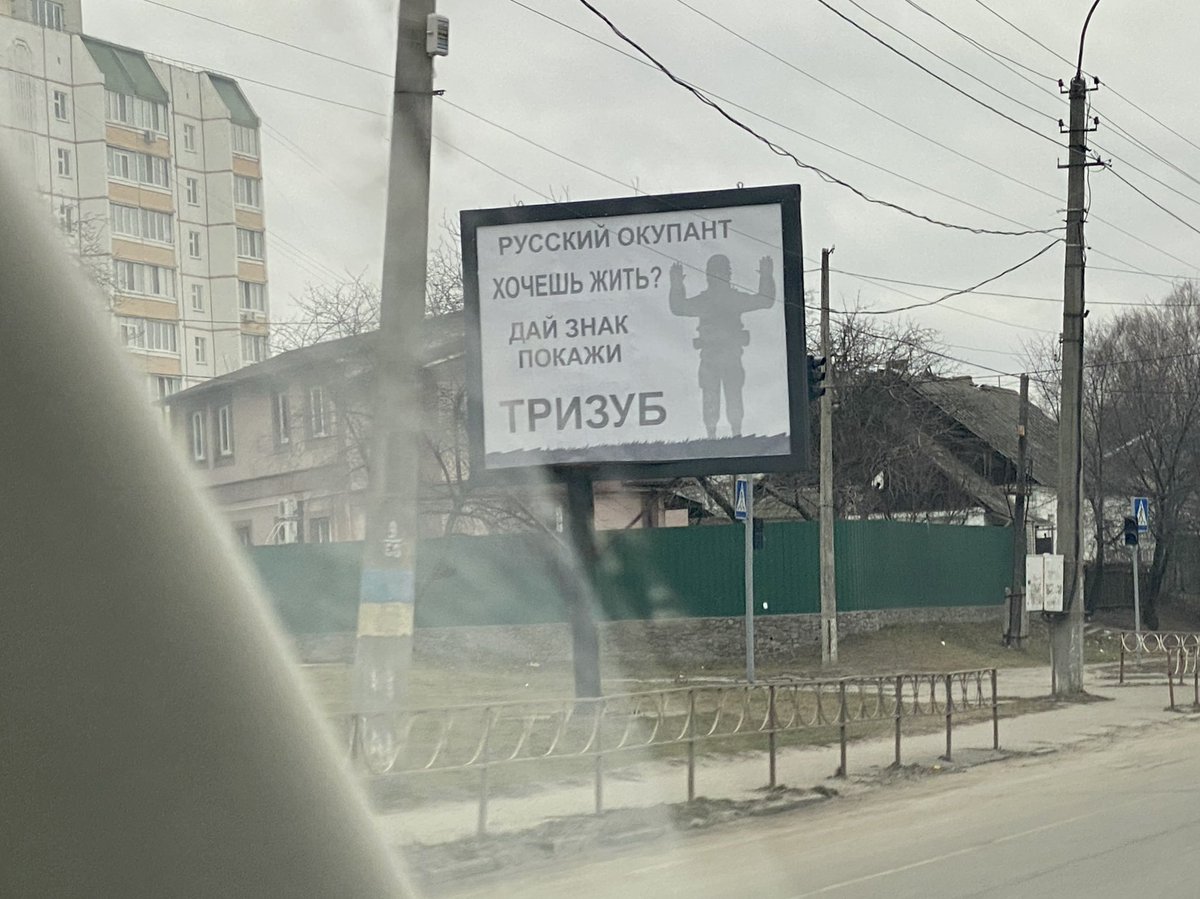 РУССКИЙ ОКУПАНТ
ХОЧЕШЬ ЖИТЬ?
ДАЙ ЗНАК
ПОКАЖИ
ТРИЗУБ